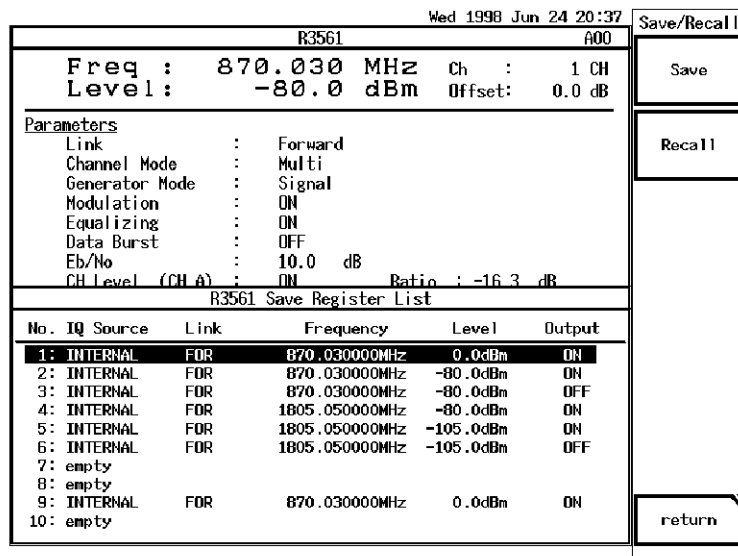 Wed 1998 Jun 24 20:37
Save/Recall
R3561 A00
Freq : 870.030 MHz Ch : 1 CH
Level: -80.0 dBm Offset: 0.0 dB
Save
Recall
Parameters
Link : Forward
Channel Mode : Multi
Generator Mode : Signal
Modulation : ON
Equalizing : ON
Data Burst : OFF
Eb/No : 10.0 dB
CH Level (CH A) : ON Ratio : -16.3 dB
R3561 Save Register List
No. IQ Source Link Frequency Level Output
1: INTERNAL FOR 870.030000MHz 0.0dBm ON
2: INTERNAL FOR 870.030000MHz -80.0dBm ON
3: INTERNAL FOR 870.030000MHz -80.0dBm OFF
4: INTERNAL FOR 1805.050000MHz -80.0dBm ON
5: INTERNAL FOR 1805.050000MHz -105.0dBm ON
6: INTERNAL FOR 1805.050000MHz -105.0dBm OFF
7: empty
8: empty
9: INTERNAL FOR 870.030000MHz 0.0dBm ON
10: empty
return